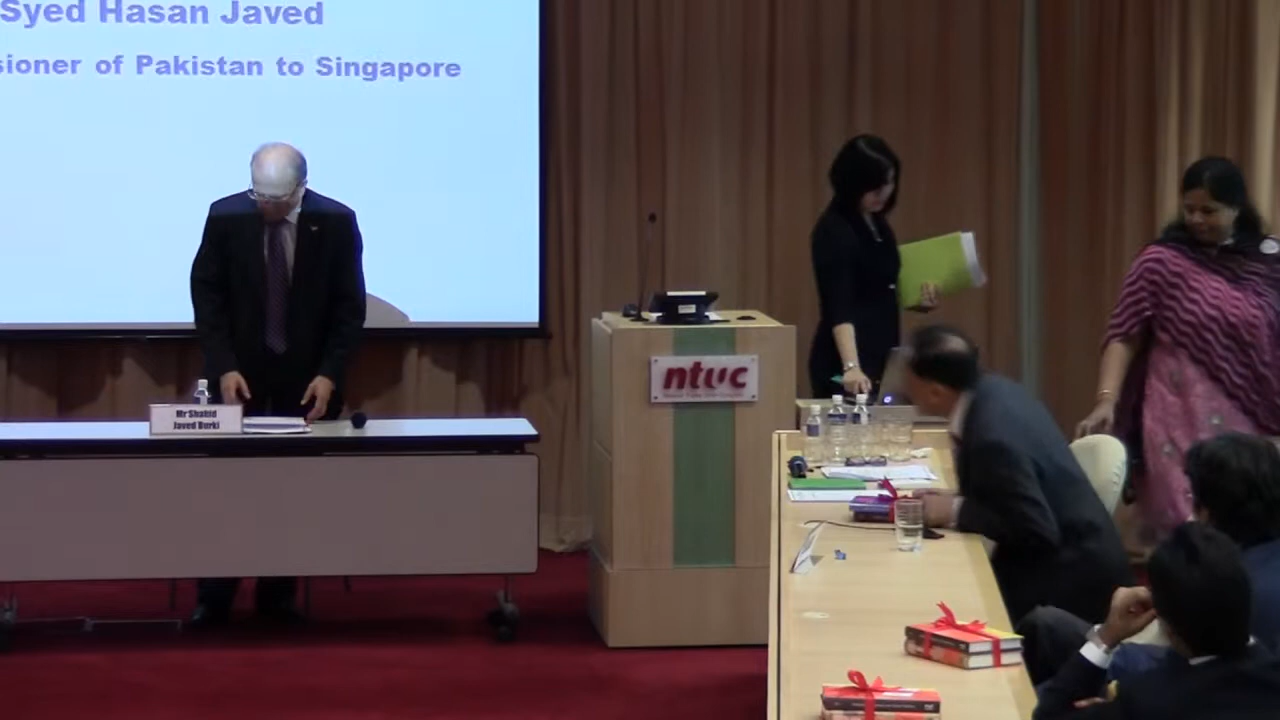 Syed Hasan Javed
sioner of Pakistan to Singapore
ntuc
Mr Shahid
Javed Burki